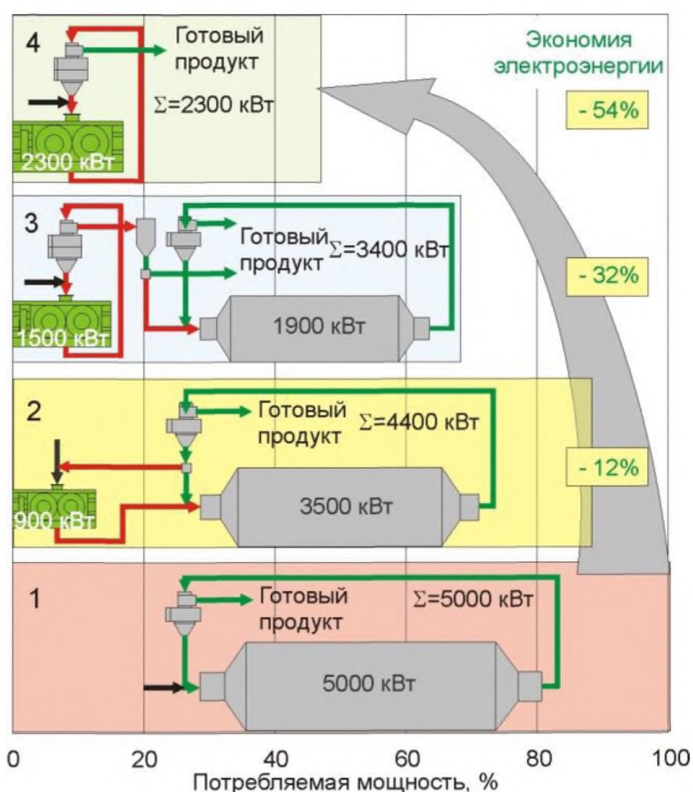 4
Готовый
продукт
Σ=2300 кВт
2300 кВт
Экономия
электроэнергии
- 54%
3
Готовый
продукт
Σ=3400 кВт
1500 кВт
1900 кВт
- 32%
2
Готовый
продукт
Σ=4400 кВт
900 кВт
3500 кВт
- 12%
1
Готовый
продукт
Σ=5000 кВт
5000 кВт
0 20 40 60 80 100
Потребляемая мощность, %